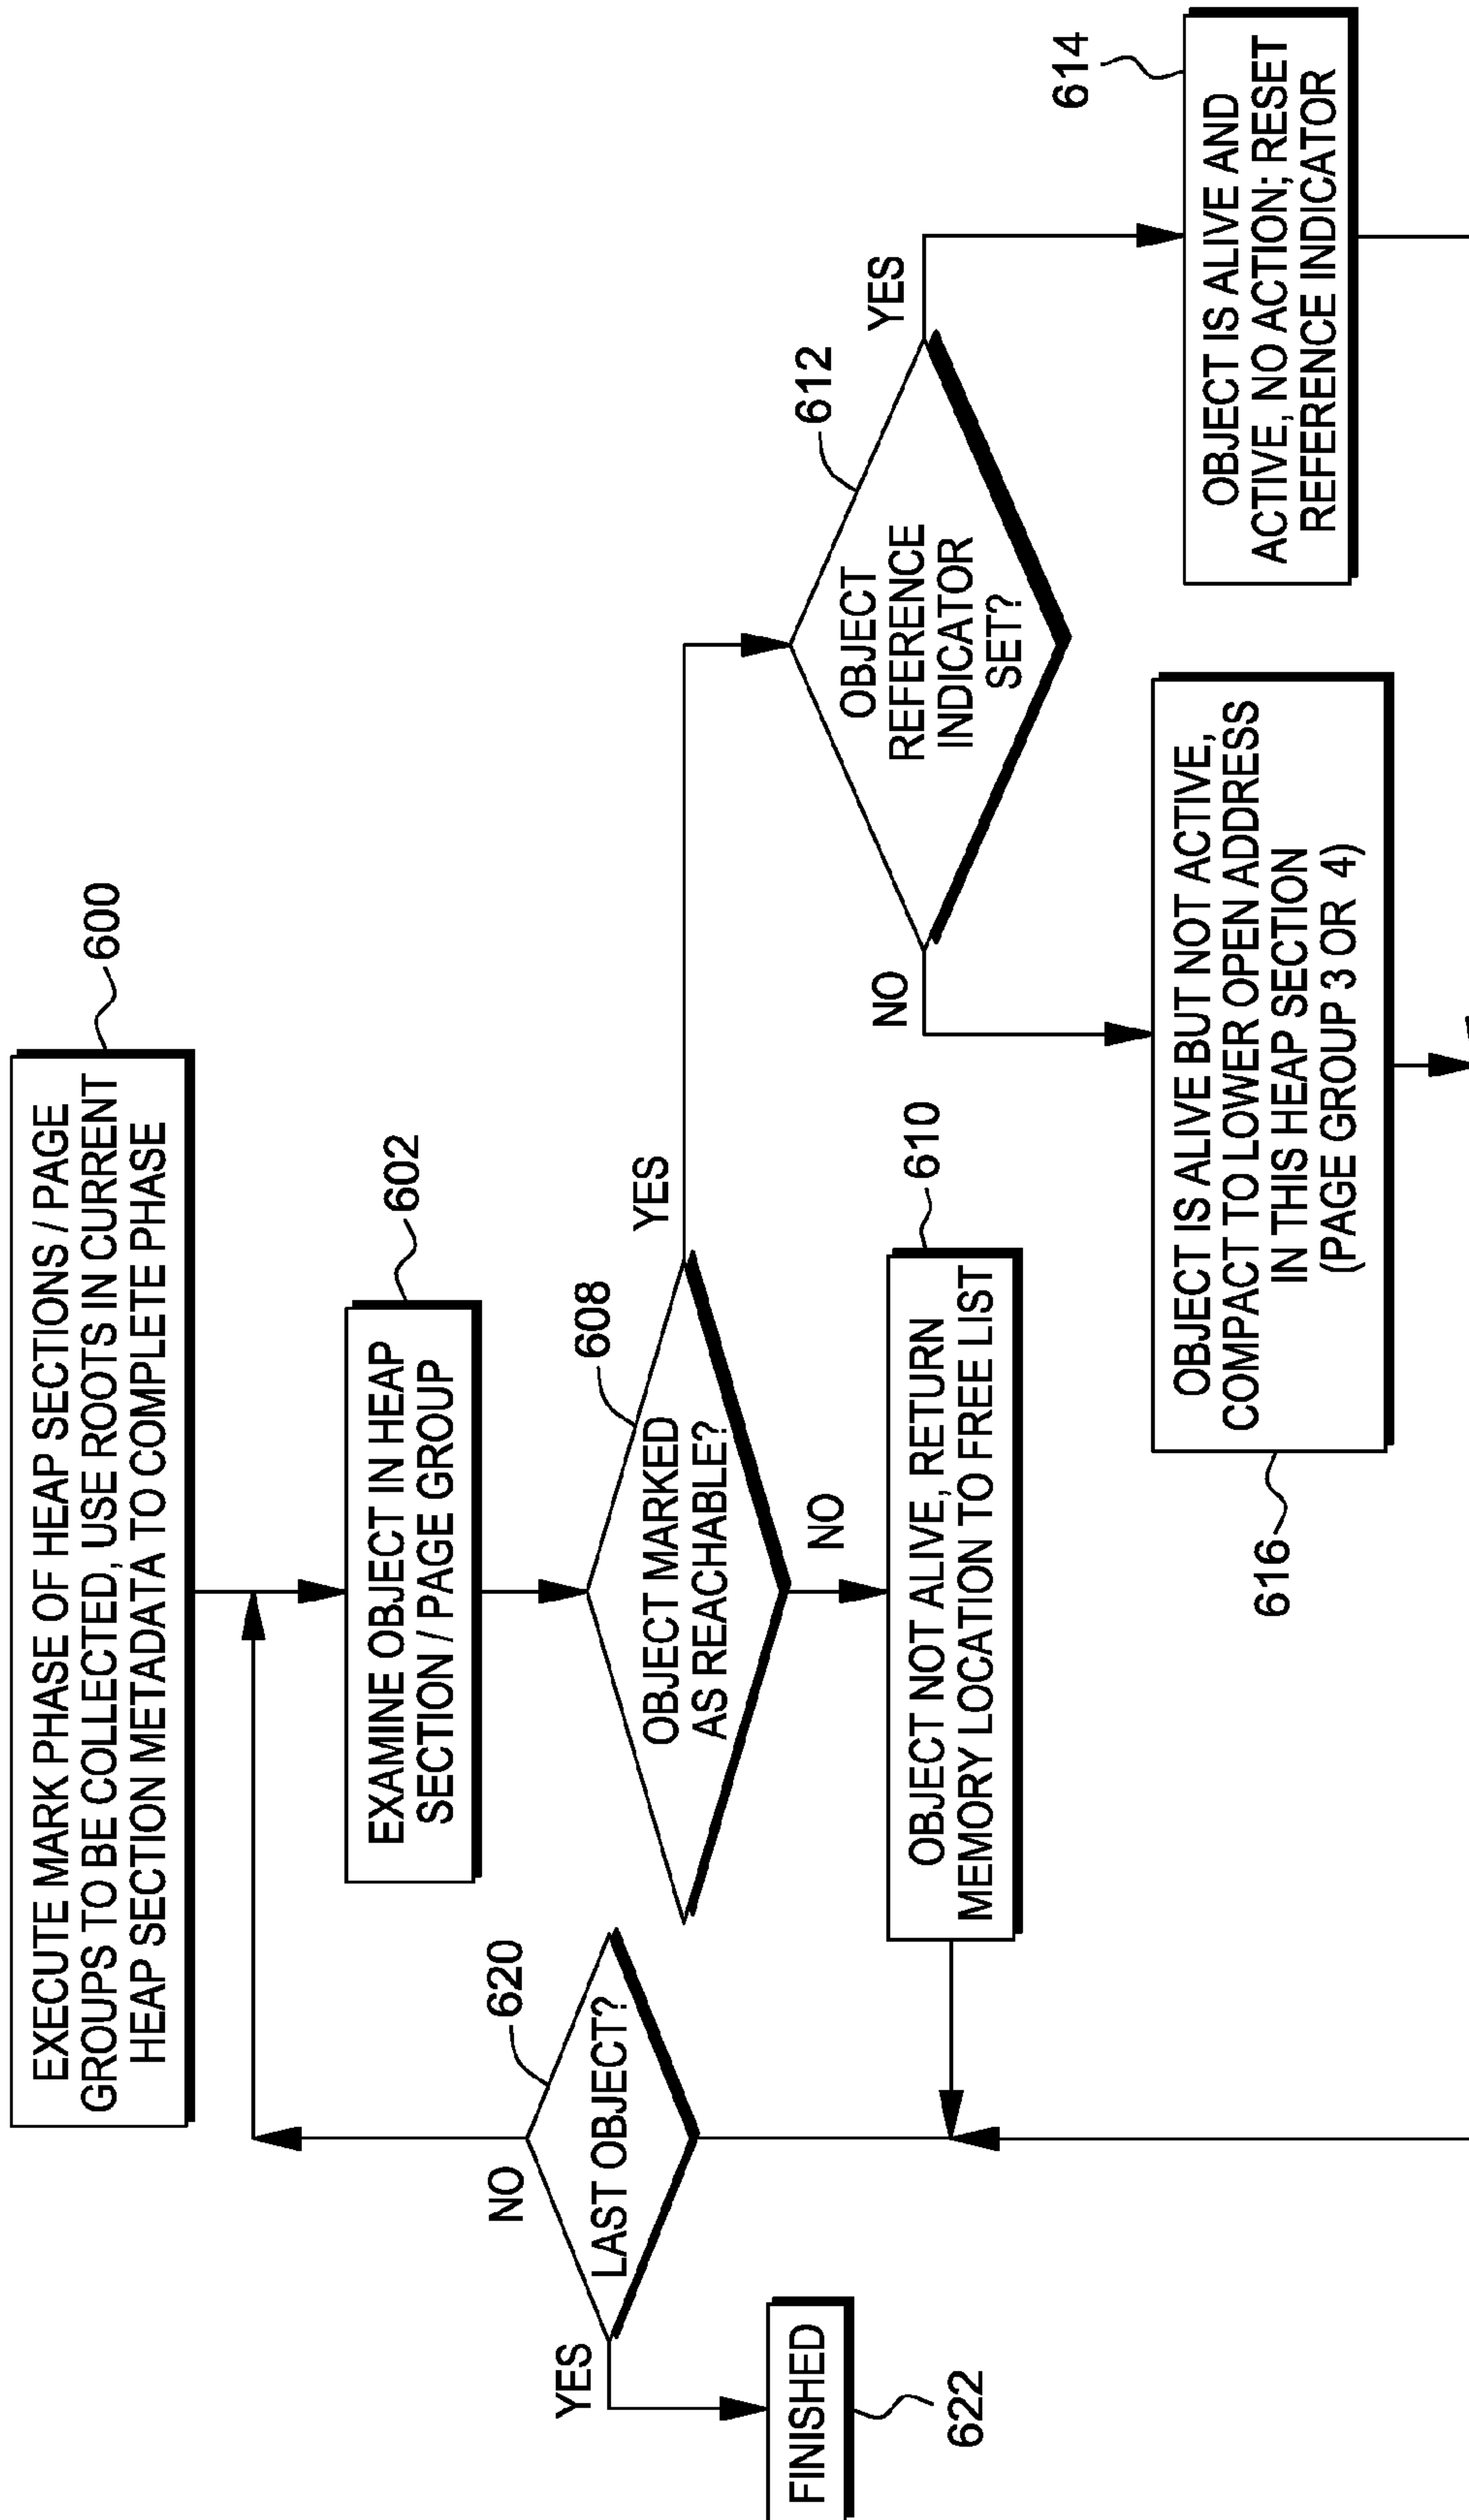 EXECUTE MARK PHASE OF HEAP SECTIONS / PAGE
GROUPS TO BE COLLECTED, USE ROOTS IN CURRENT
HEAP SECTION METADATA TO COMPLETE PHASE
600
EXAMINE OBJECT IN HEAP
SECTION / PAGE GROUP
602
OBJECT MARKED
AS REACHABLE?
608
YES
NO
OBJECT NOT ALIVE, RETURN
MEMORY LOCATION TO FREE LIST
610
OBJECT
REFERENCE
INDICATOR
SET?
612
YES
NO
OBJECT IS ALIVE AND
ACTIVE, NO ACTION; RESET
REFERENCE INDICATOR
614
OBJECT IS ALIVE BUT NOT ACTIVE,
COMPACT TO LOWER OPEN ADDRESS
IN THIS HEAP SECTION
(PAGE GROUP 3 OR 4)
616
LAST OBJECT?
620
NO
YES
FINISHED
622